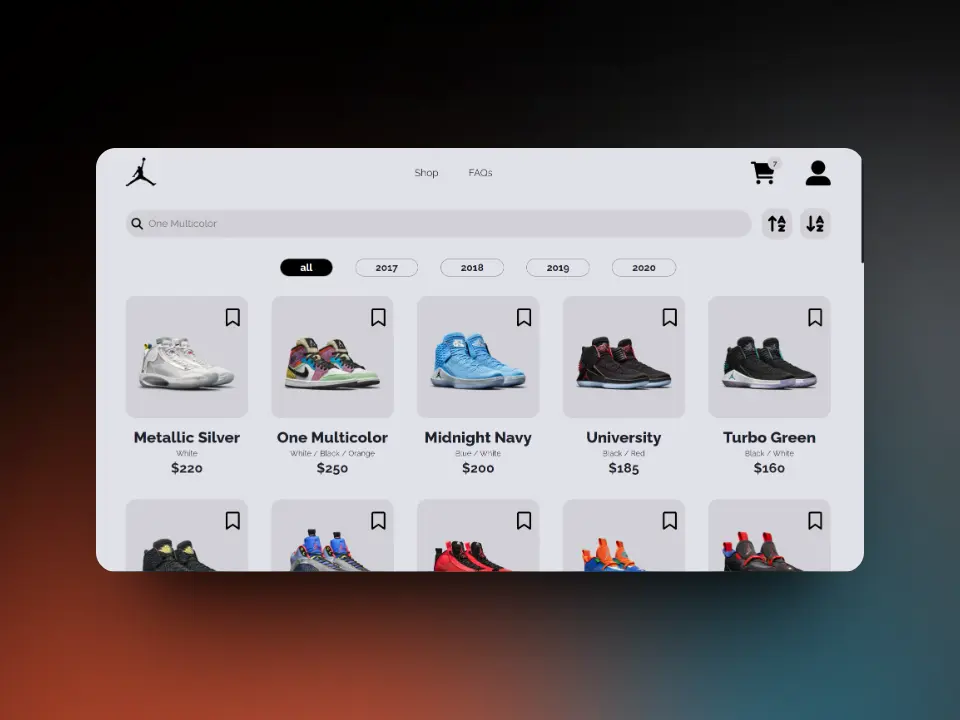 Shop FAQs 7
One Multicolor
all 2017 2018 2019 2020
Metallic Silver One Multicolor Midnight Navy University Turbo Green
White White / Black / Orange Blue / White Black / Red Black / White
$220 $250 $200 $185 $160